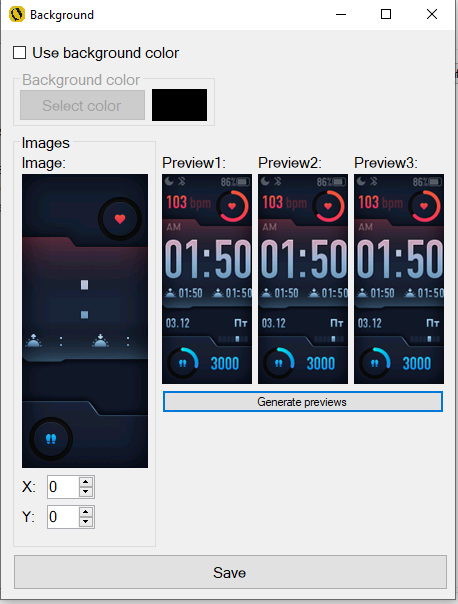 Background
Use background color
Background color
Select color
Images
Image:
Preview1:
Preview2:
Preview3:
86%
103 bpm
AM
01:50
01:50 01:50
03.12 Пт
3000
86%
103 bpm
AM
01:50
01:50 01:50
03.12 Пт
3000
86%
103 bpm
AM
01:50
01:50 01:50
03.12 Пт
3000
:
: :
Generate previews
X: 0
Y: 0
Save